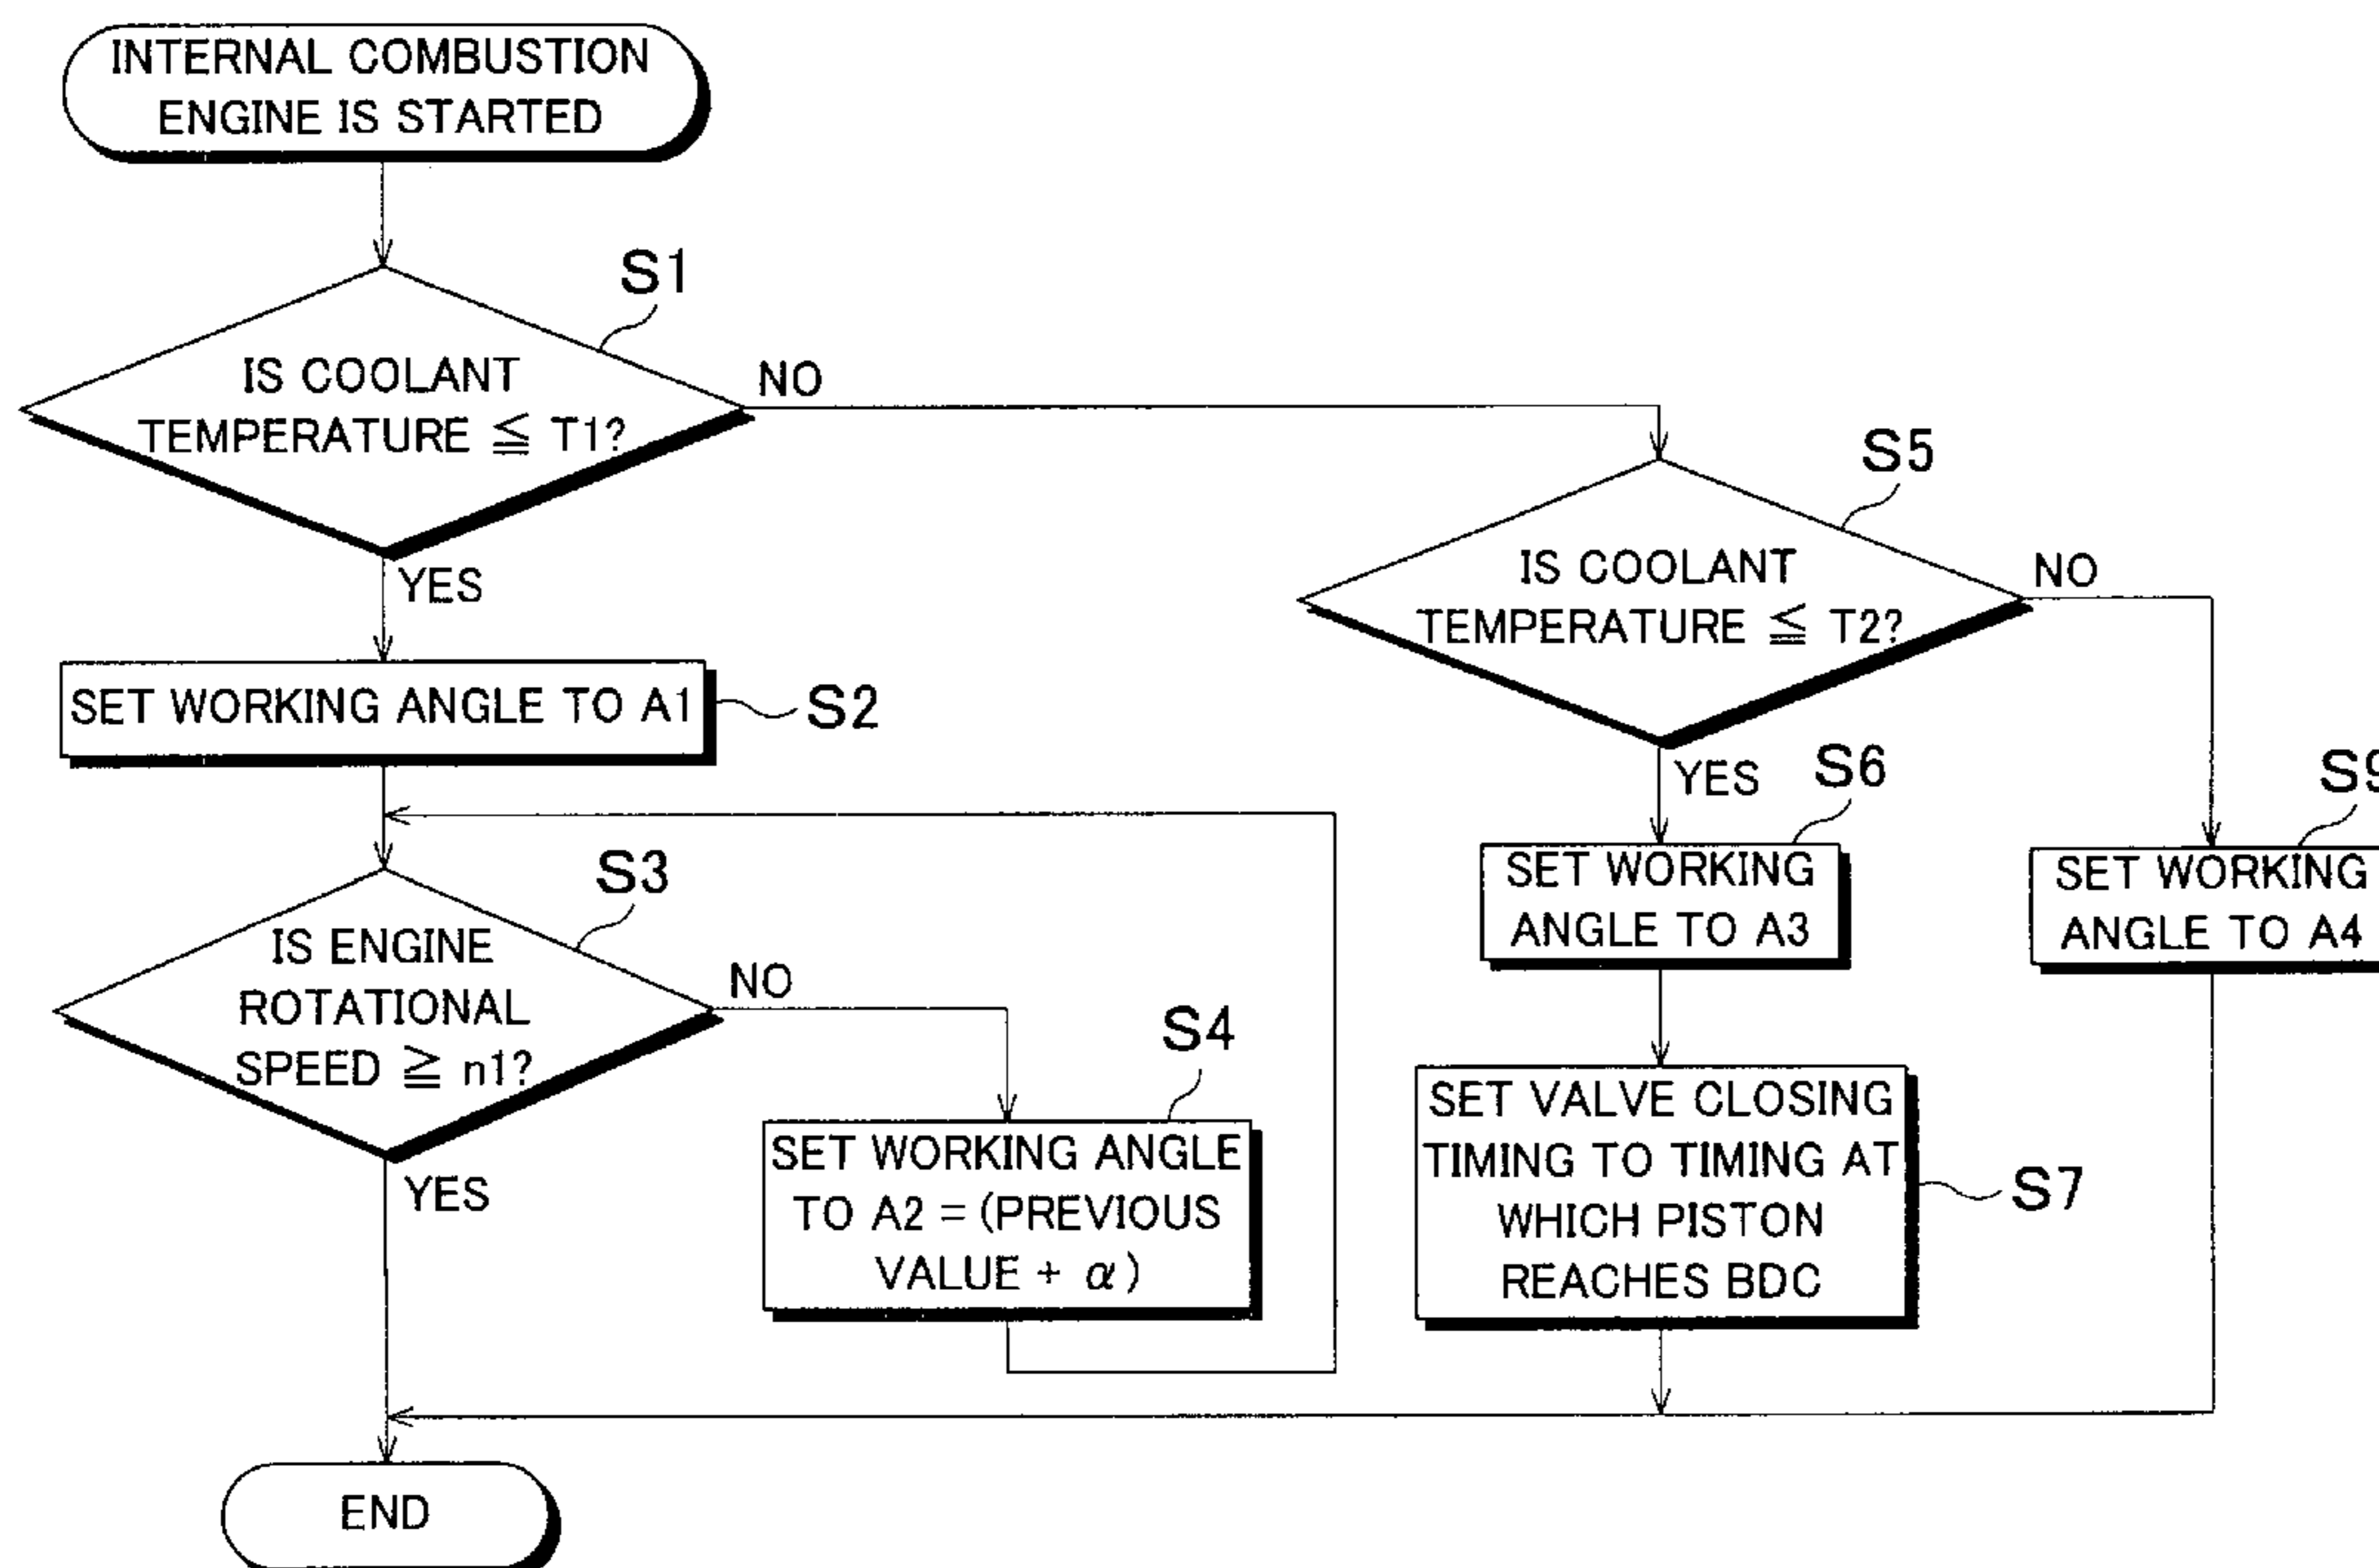 INTERNAL COMBUSTION
ENGINE IS STARTED
S1
IS COOLANT
TEMPERATURE ≦ T1?
NO
YES
S2
SET WORKING ANGLE TO A1
S3
IS ENGINE
ROTATIONAL
SPEED ≧ n1?
NO
YES
S4
SET WORKING ANGLE
TO A2 = (PREVIOUS
VALUE + α)
S5
IS COOLANT
TEMPERATURE ≦ T2?
NO
YES
S6
SET WORKING
ANGLE TO A3
S7
SET VALVE CLOSING
TIMING TO TIMING AT
WHICH PISTON
REACHES BDC
S9
SET WORKING
ANGLE TO A4
END